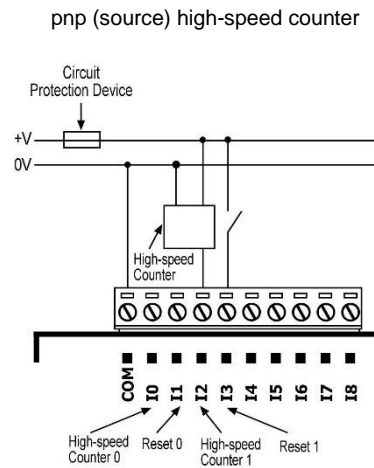 pnp (source) high-speed counter
Circuit
Protection Device
+V
0V
High-speed
Counter
COM I0 I1 I2 I3 I4 I5 I6 I7 I8
High-speed
Counter 0
Reset 0
High-speed
Counter 1
Reset 1